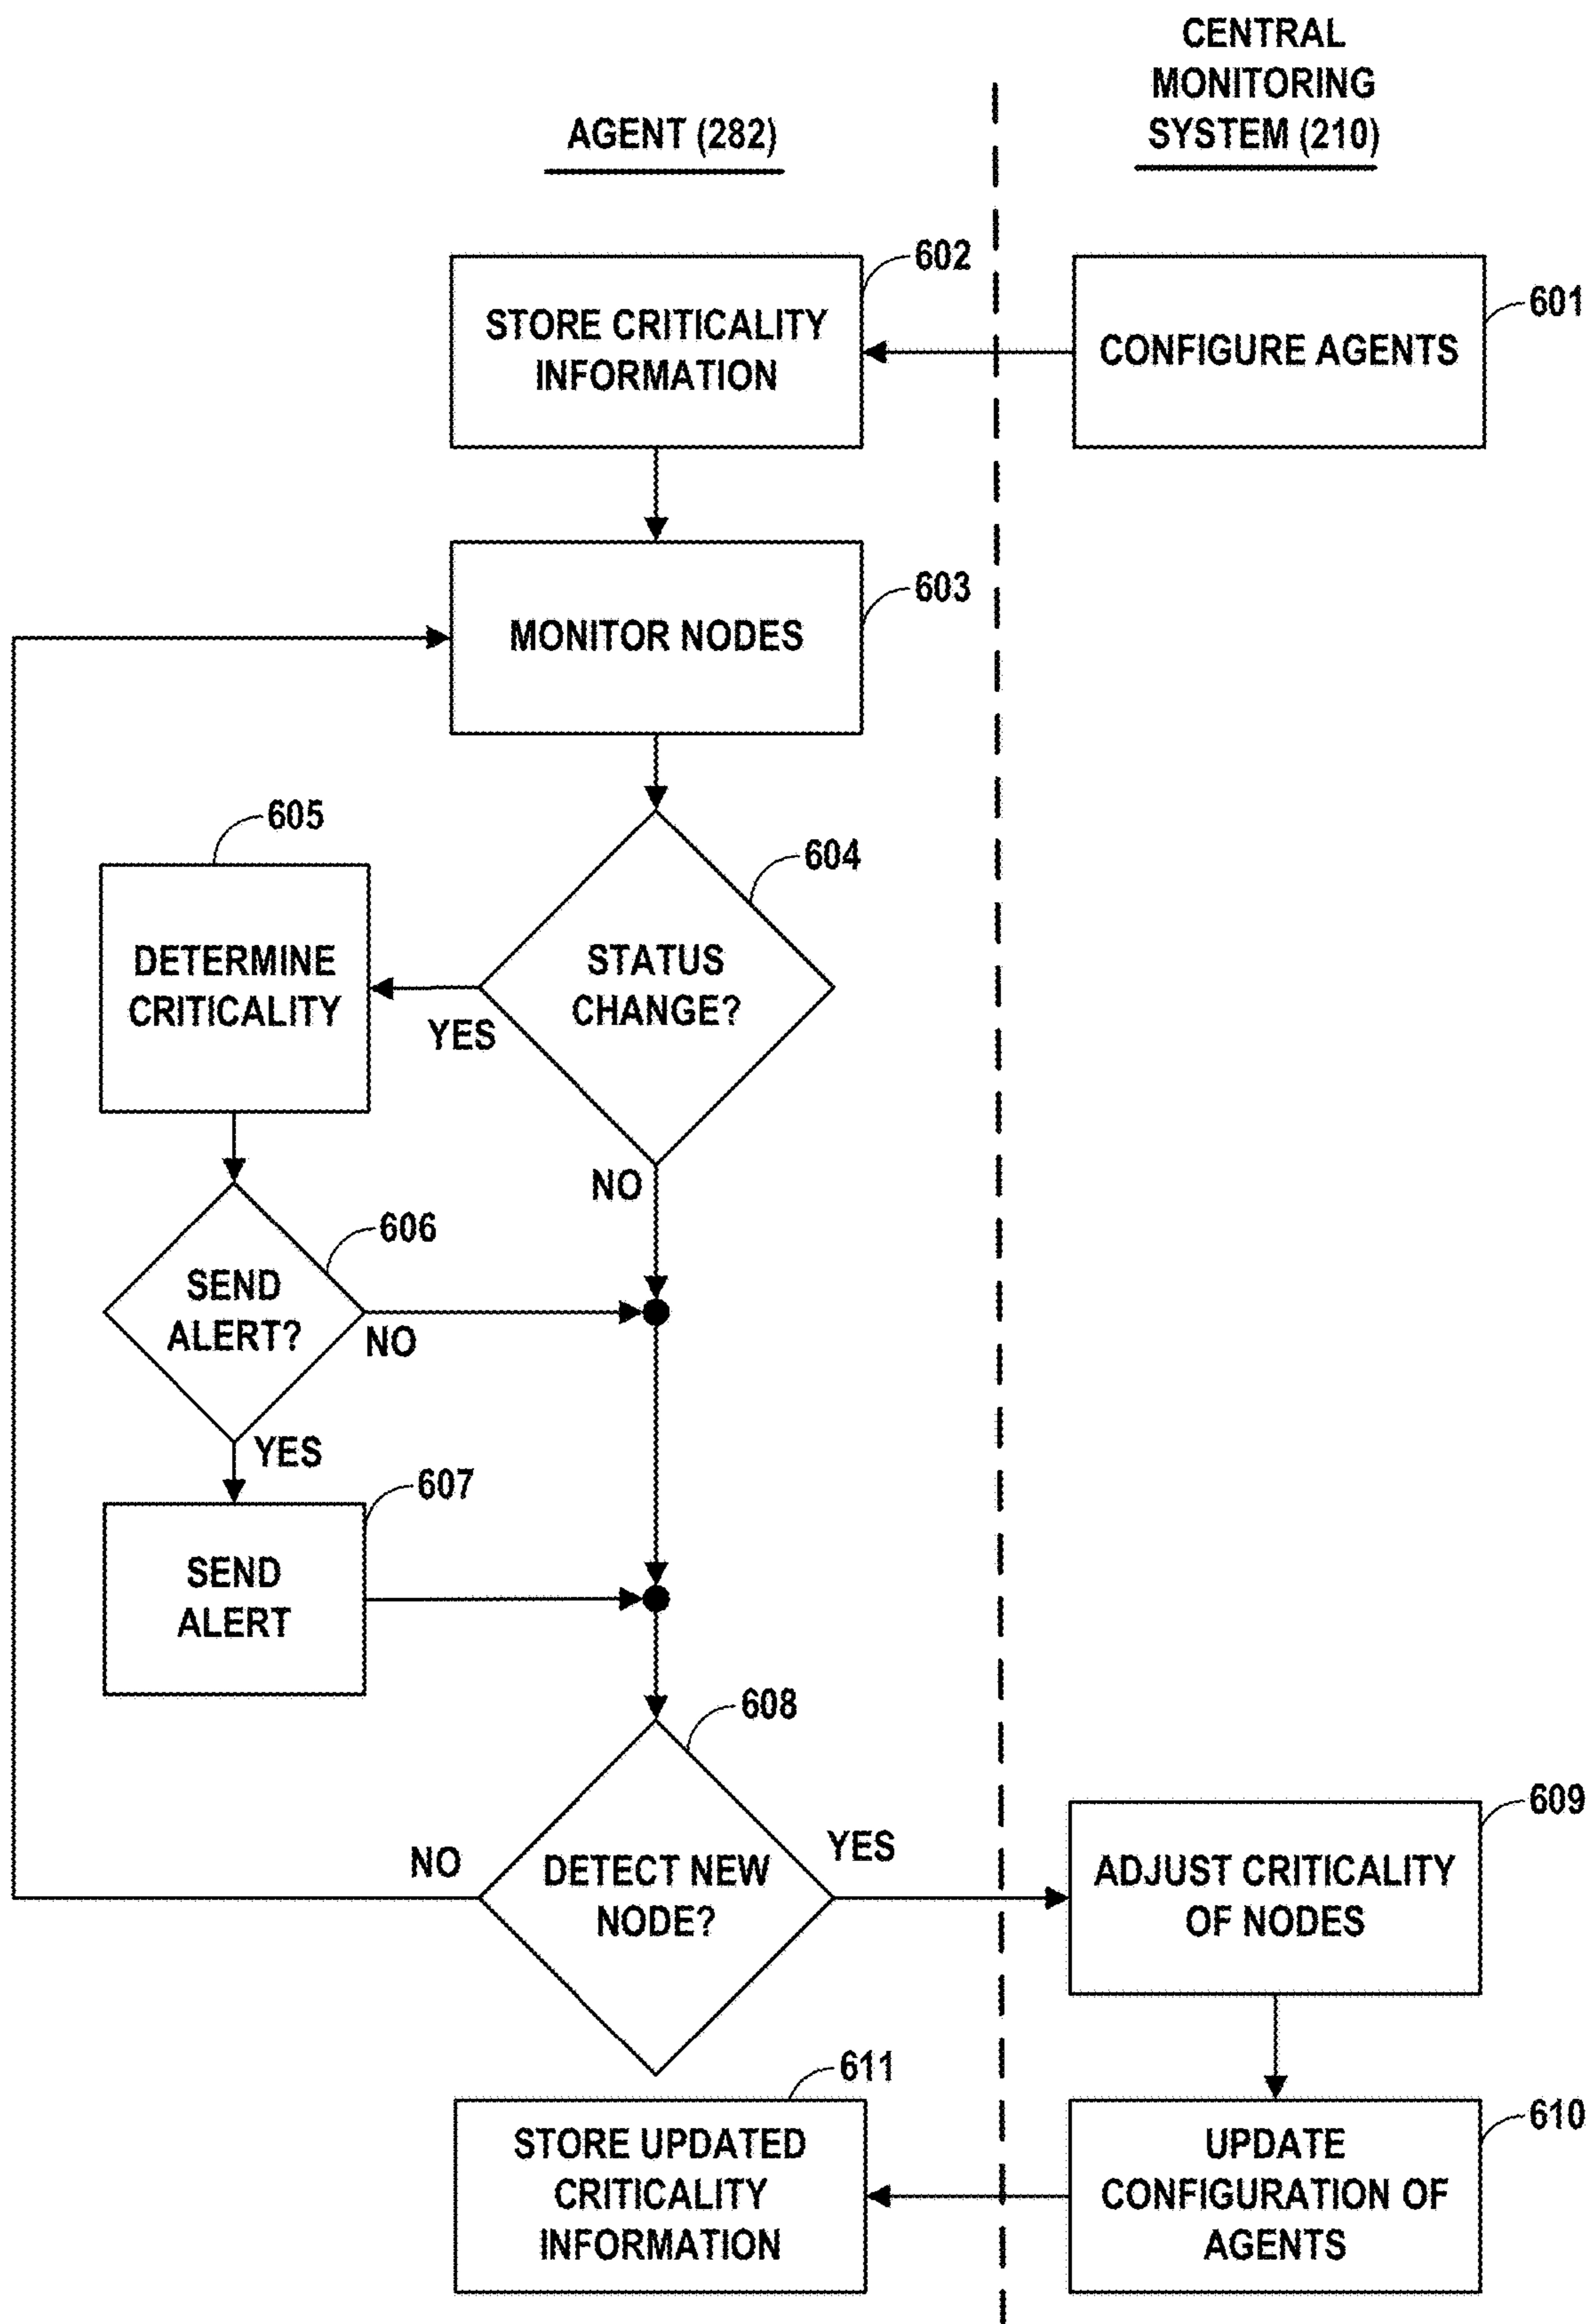 CENTRAL
MONITORING
SYSTEM (210)
AGENT (282)
602
STORE CRITICALITY
INFORMATION
601
CONFIGURE AGENTS
603
MONITOR NODES
605
DETERMINE
CRITICALITY
604
STATUS
CHANGE?
YES
NO
606
SEND
ALERT?
NO
YES
607
SEND
ALERT
608
DETECT NEW
NODE?
NO
YES
609
ADJUST CRITICALITY
OF NODES
611
STORE UPDATED
CRITICALITY
INFORMATION
610
UPDATE
CONFIGURATION OF
AGENTS